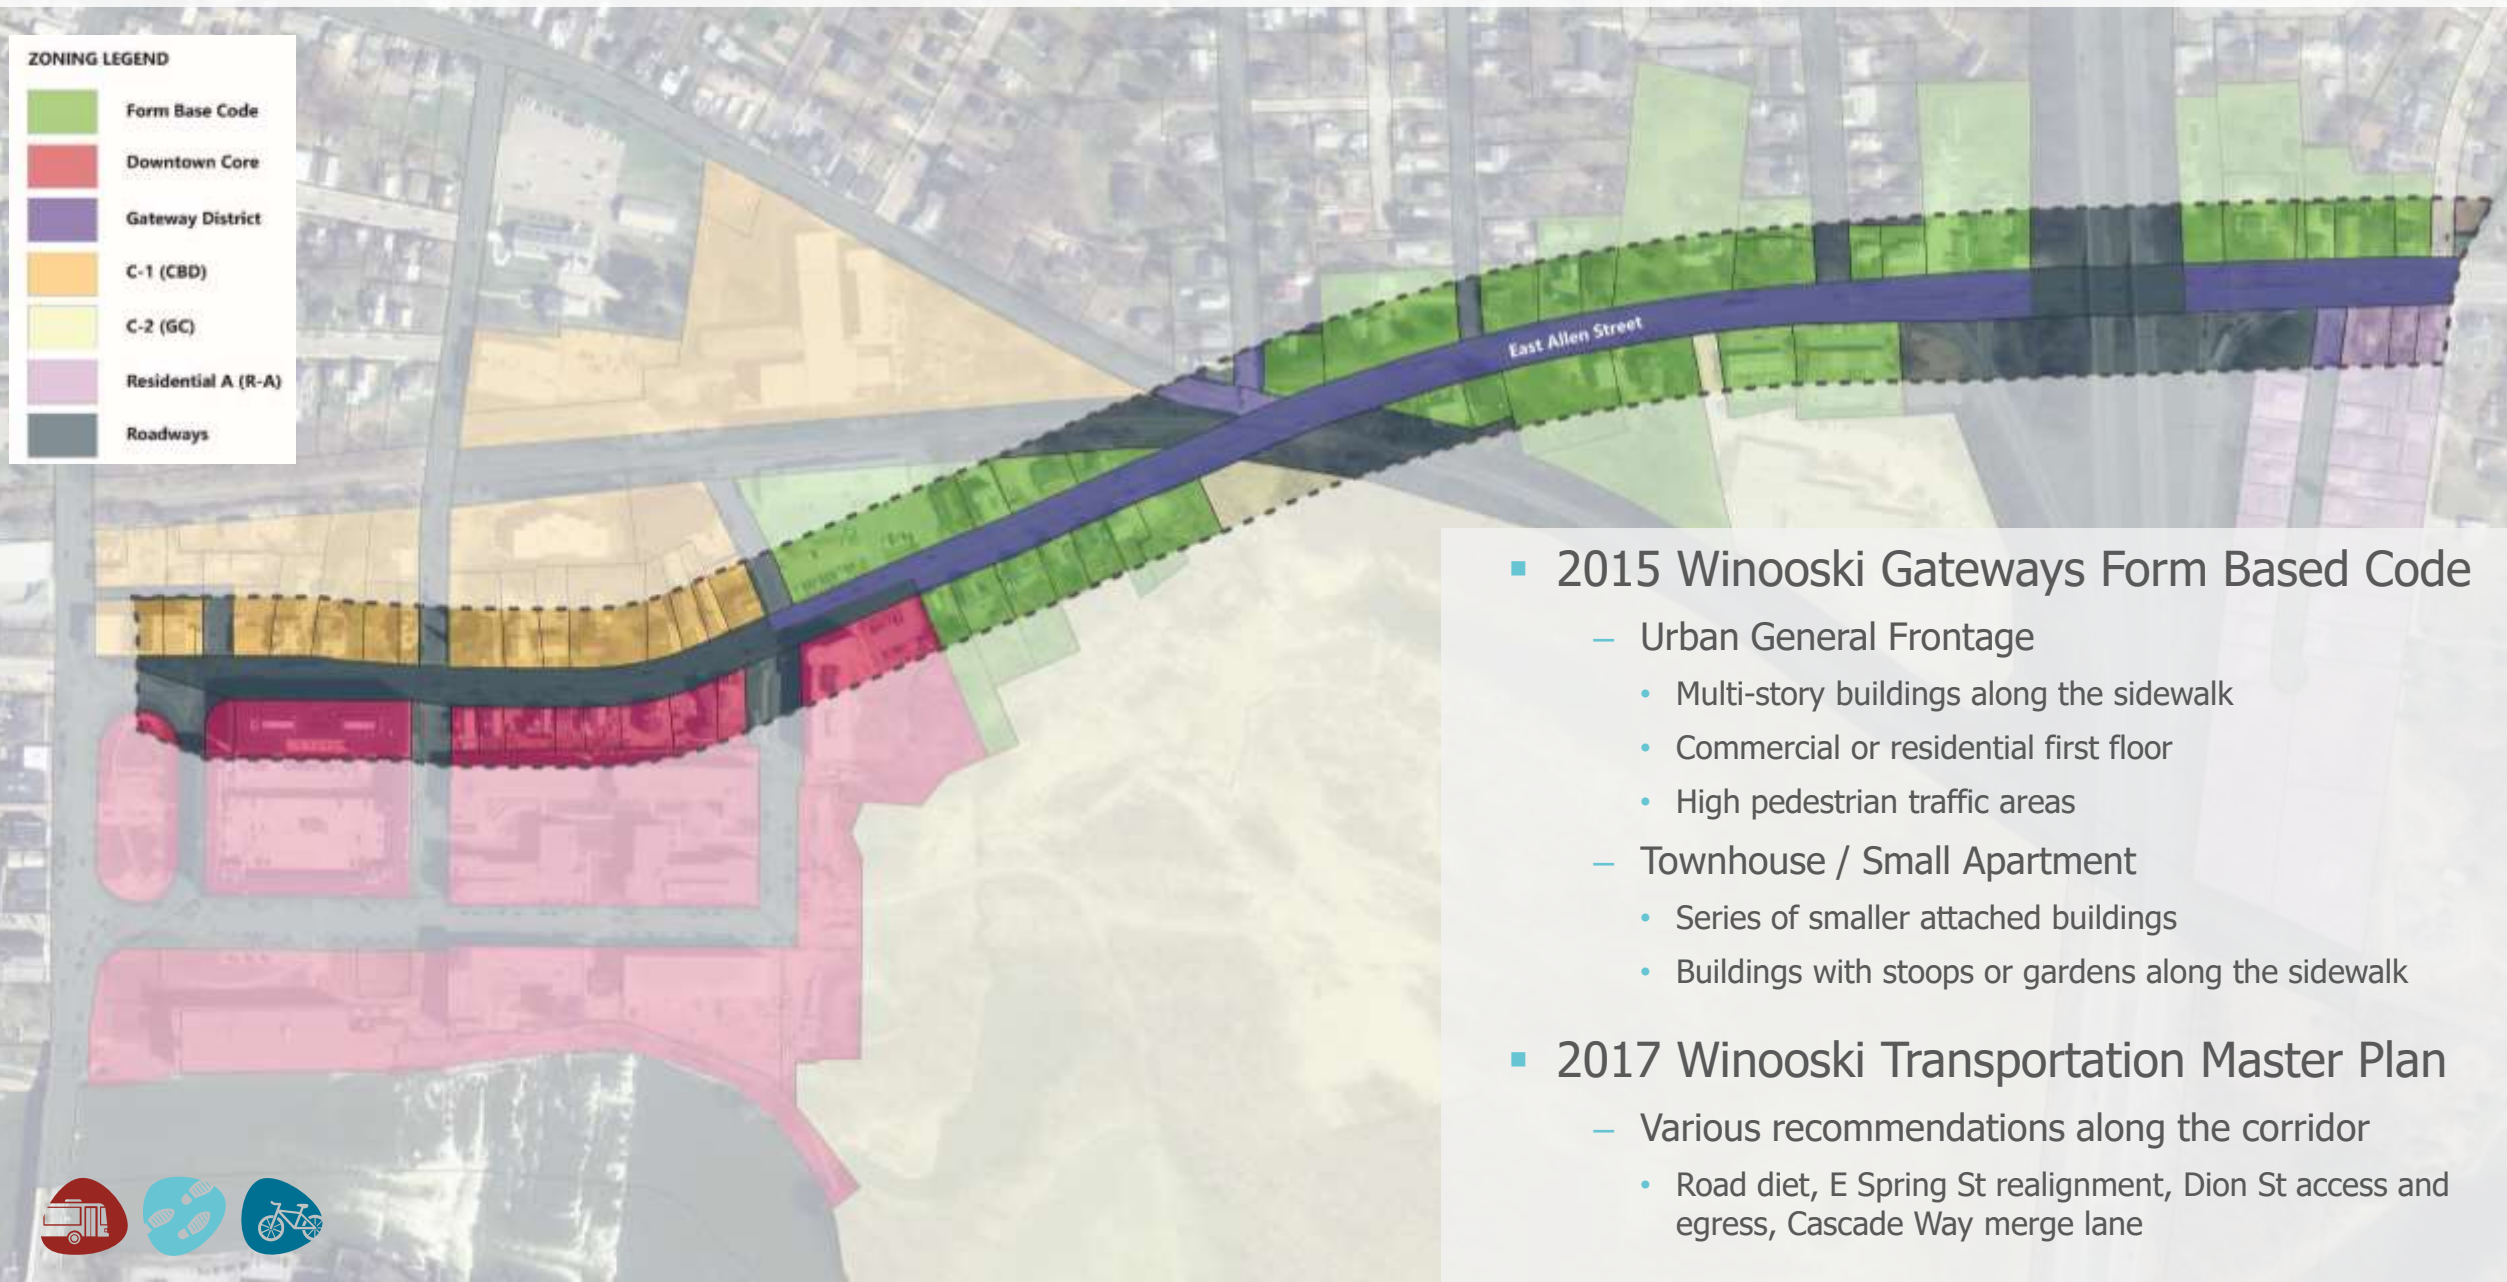 ZONING LEGEND
Form Base Code
Downtown Core
Gateway District
C-1 (CBD)
C-2 (GC)
Residential A (R-A)
Roadways
East Allen Street
▪ 2015 Winooski Gateways Form Based Code
– Urban General Frontage
• Multi-story buildings along the sidewalk
• Commercial or residential first floor
• High pedestrian traffic areas
– Townhouse / Small Apartment
• Series of smaller attached buildings
• Buildings with stoops or gardens along the sidewalk
▪ 2017 Winooski Transportation Master Plan
– Various recommendations along the corridor
• Road diet, E Spring St realignment, Dion St access and
egress, Cascade Way merge lane